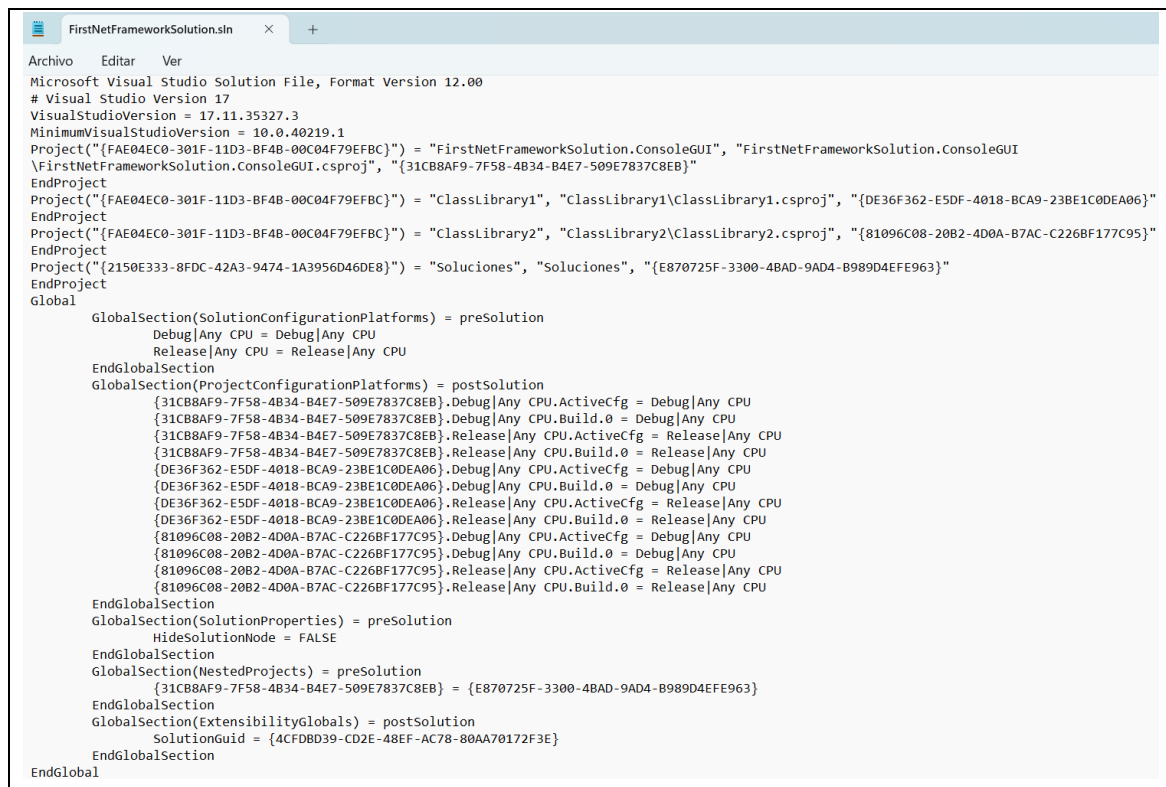 FirstNetFrameworkSolution.sln
Archivo Editar Ver
Microsoft Visual Studio Solution File, Format Version 12.00
# Visual Studio Version 17
VisualStudioVersion = 17.11.35327.3
MinimumVisualStudioVersion = 10.0.40219.1
Project("{FAE04EC0-301F-11D3-BF4B-00C04F79EFBC}") = "FirstNetFrameworkSolution.ConsoleGUI", "FirstNetFrameworkSolution.ConsoleGUI
\FirstNetFrameworkSolution.ConsoleGUI.csproj", "{31CB8AF9-7F58-4B34-B4E7-509E7837C8EB}"
EndProject
Project("{FAE04EC0-301F-11D3-BF4B-00C04F79EFBC}") = "ClassLibrary1", "ClassLibrary1\ClassLibrary1.csproj", "{DE36F362-E5DF-4018-BCA9-23BE1C0DEA06}"
EndProject
Project("{FAE04EC0-301F-11D3-BF4B-00C04F79EFBC}") = "ClassLibrary2", "ClassLibrary2\ClassLibrary2.csproj", "{81096C08-20B2-4D0A-B7AC-C226BF177C95}"
EndProject
Project("{2150E333-8FDC-42A3-9474-1A3956D46DE8}") = "Soluciones", "Soluciones", "{E870725F-3300-4BAD-9AD4-B989D4EFE963}"
EndProject
Global
GlobalSection(SolutionConfigurationPlatforms) = preSolution
Debug|Any CPU = Debug|Any CPU
Release|Any CPU = Release|Any CPU
EndGlobalSection
GlobalSection(ProjectConfigurationPlatforms) = postSolution
{31CB8AF9-7F58-4B34-B4E7-509E7837C8EB}.Debug|Any CPU.ActiveCfg = Debug|Any CPU
{31CB8AF9-7F58-4B34-B4E7-509E7837C8EB}.Debug|Any CPU.Build.0 = Debug|Any CPU
{31CB8AF9-7F58-4B34-B4E7-509E7837C8EB}.Release|Any CPU.ActiveCfg = Release|Any CPU
{31CB8AF9-7F58-4B34-B4E7-509E7837C8EB}.Release|Any CPU.Build.0 = Release|Any CPU
{DE36F362-E5DF-4018-BCA9-23BE1C0DEA06}.Debug|Any CPU.ActiveCfg = Debug|Any CPU
{DE36F362-E5DF-4018-BCA9-23BE1C0DEA06}.Debug|Any CPU.Build.0 = Debug|Any CPU
{DE36F362-E5DF-4018-BCA9-23BE1C0DEA06}.Release|Any CPU.ActiveCfg = Release|Any CPU
{DE36F362-E5DF-4018-BCA9-23BE1C0DEA06}.Release|Any CPU.Build.0 = Release|Any CPU
{81096C08-20B2-4D0A-B7AC-C226BF177C95}.Debug|Any CPU.ActiveCfg = Debug|Any CPU
{81096C08-20B2-4D0A-B7AC-C226BF177C95}.Debug|Any CPU.Build.0 = Debug|Any CPU
{81096C08-20B2-4D0A-B7AC-C226BF177C95}.Release|Any CPU.ActiveCfg = Release|Any CPU
{81096C08-20B2-4D0A-B7AC-C226BF177C95}.Release|Any CPU.Build.0 = Release|Any CPU
EndGlobalSection
GlobalSection(SolutionProperties) = preSolution
HideSolutionNode = FALSE
EndGlobalSection
GlobalSection(NestedProjects) = preSolution
{31CB8AF9-7F58-4B34-B4E7-509E7837C8EB} = {E870725F-3300-4BAD-9AD4-B989D4EFE963}
EndGlobalSection
GlobalSection(ExtensibilityGlobals) = postSolution
SolutionGuid = {4CFDBD39-CD2E-48EF-AC78-80AA70172F3E}
EndGlobalSection
EndGlobal